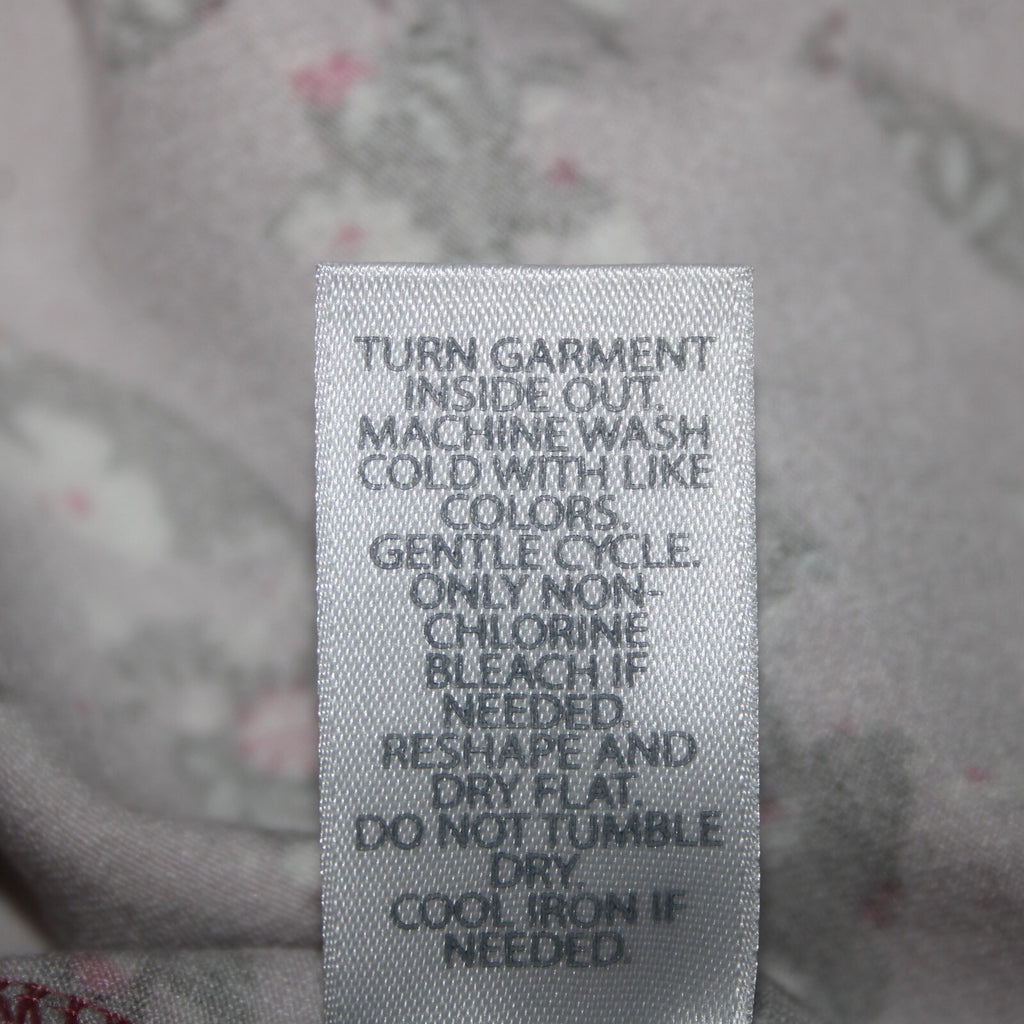 TURN GARMENT
INSIDE OUT.
MACHINE WASH
COLD WITH LIKE
COLORS.
GENTLE CYCLE.
ONLY NON-
CHLORINE
BLEACH IF
NEEDED.
RESHAPE AND
DRY FLAT.
DO NOT TUMBLE
DRY.
COOL IRON IF
NEEDED.